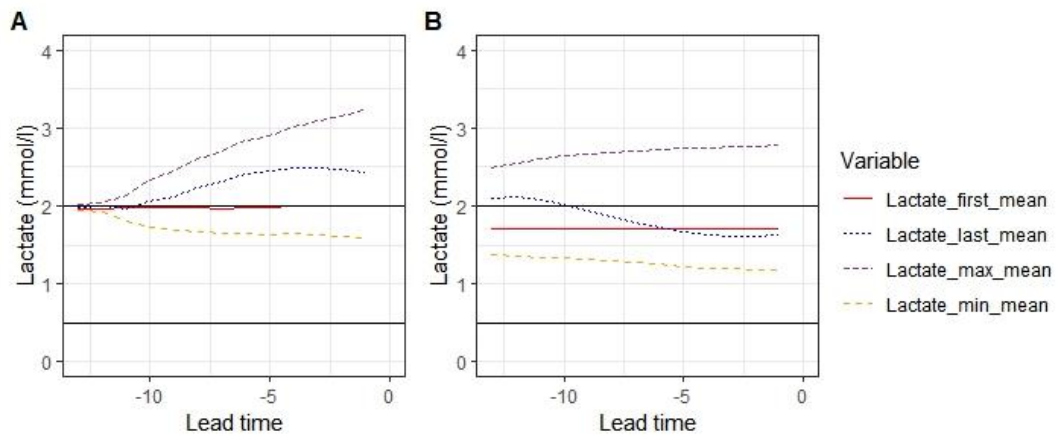 A
B
4
3
2
1
0
Lactate (mmol/l)
-10
-5
0
Lead time
4
3
2
1
0
Lactate (mmol/l)
-10
-5
0
Lead time
Variable
Lactate_first_mean
Lactate_last_mean
Lactate_max_mean
Lactate_min_mean